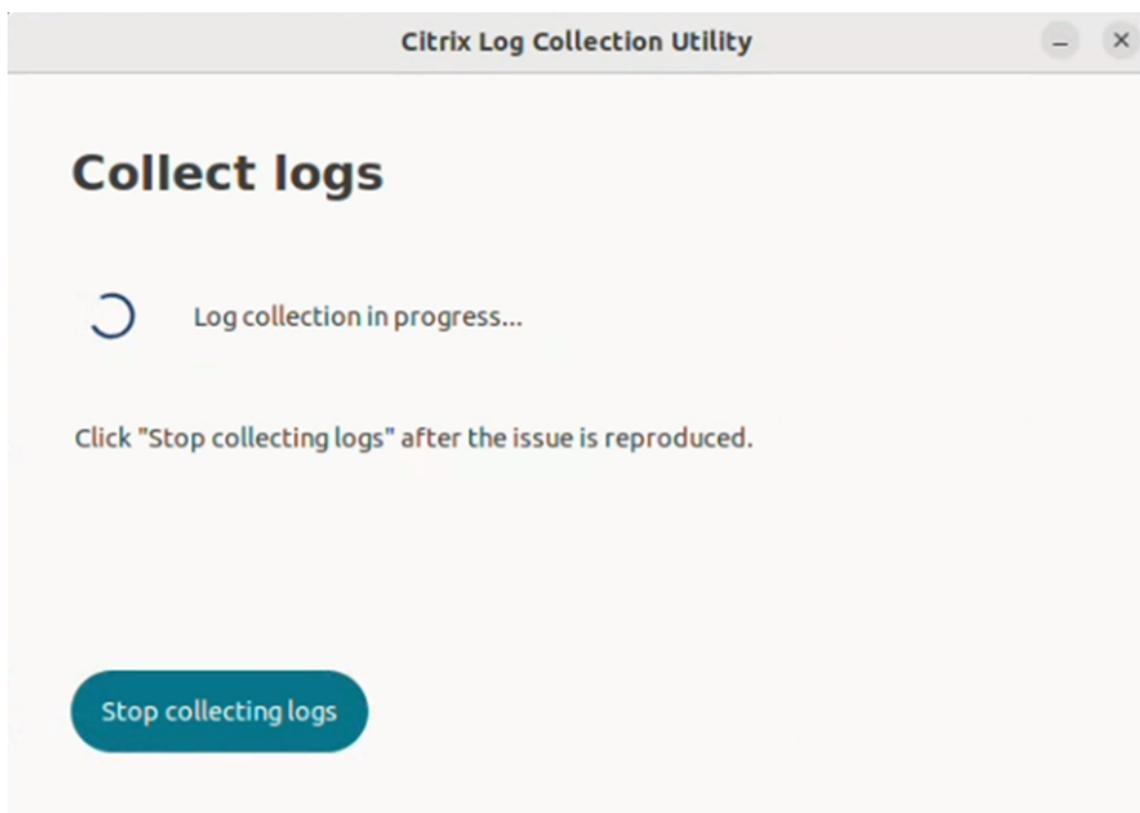 Citrix Log Collection Utility
Collect logs
Log collection in progress...
Click "Stop collecting logs" after the issue is reproduced.
Stop collecting logs